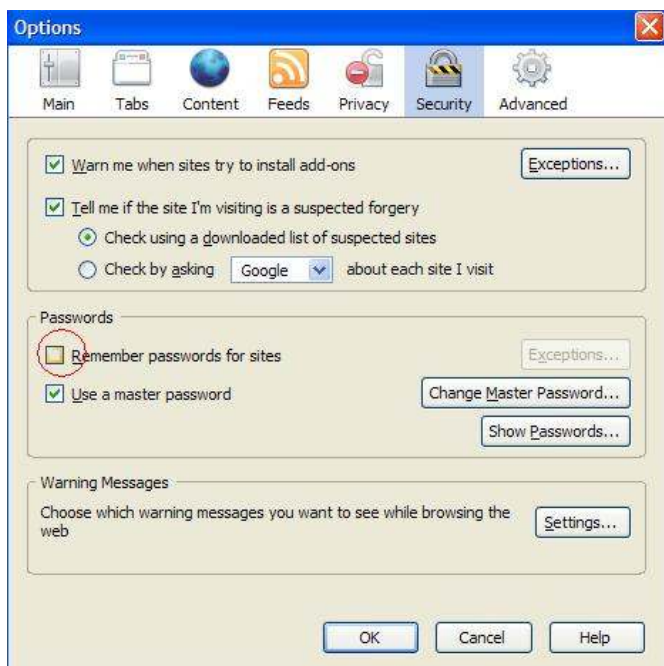 Options
Main Tabs Content Feeds Privacy Security Advanced
Warn me when sites try to install add-ons Exceptions...
Tell me if the site I'm visiting is a suspected forgery
Check using a downloaded list of suspected sites
Check by asking Google about each site I visit
Passwords
Remember passwords for sites Exceptions...
Use a master password Change Master Password...
Show Passwords...
Warning Messages
Choose which warning messages you want to see while browsing the
web Settings...
OK Cancel Help